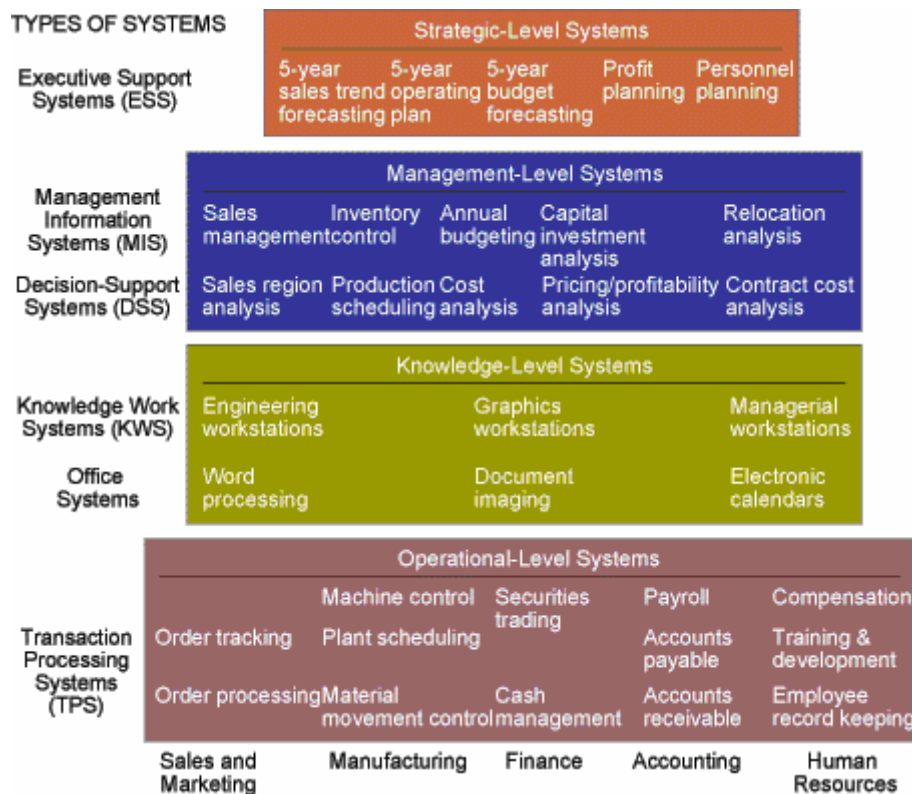 TYPES OF SYSTEMS
Strategic-Level Systems
Executive Support
Systems (ESS)
5-year
sales trend
forecasting
5-year
operating
plan
5-year
budget
forecasting
Profit
planning
Personnel
planning
Management-Level Systems
Management
Information
Systems (MIS)
Sales
management
Inventory
control
Annual
budgeting
Capital
investment
analysis
Relocation
analysis
Decision-Support
Systems (DSS)
Sales region
analysis
Production
scheduling
Cost
analysis
Pricing/profitability
analysis
Contract cost
analysis
Knowledge-Level Systems
Knowledge Work
Systems (KWS)
Engineering
workstations
Graphics
workstations
Managerial
workstations
Office
Systems
Word
processing
Document
imaging
Electronic
calendars
Operational-Level Systems
Transaction
Processing
Systems
(TPS)
Machine control
Securities
trading
Payroll
Compensation
Order tracking
Plant scheduling
Accounts
payable
Training &
development
Order processing
Material
movement control
Cash
management
Accounts
receivable
Employee
record keeping
Sales and
Marketing
Manufacturing
Finance
Accounting
Human
Resources